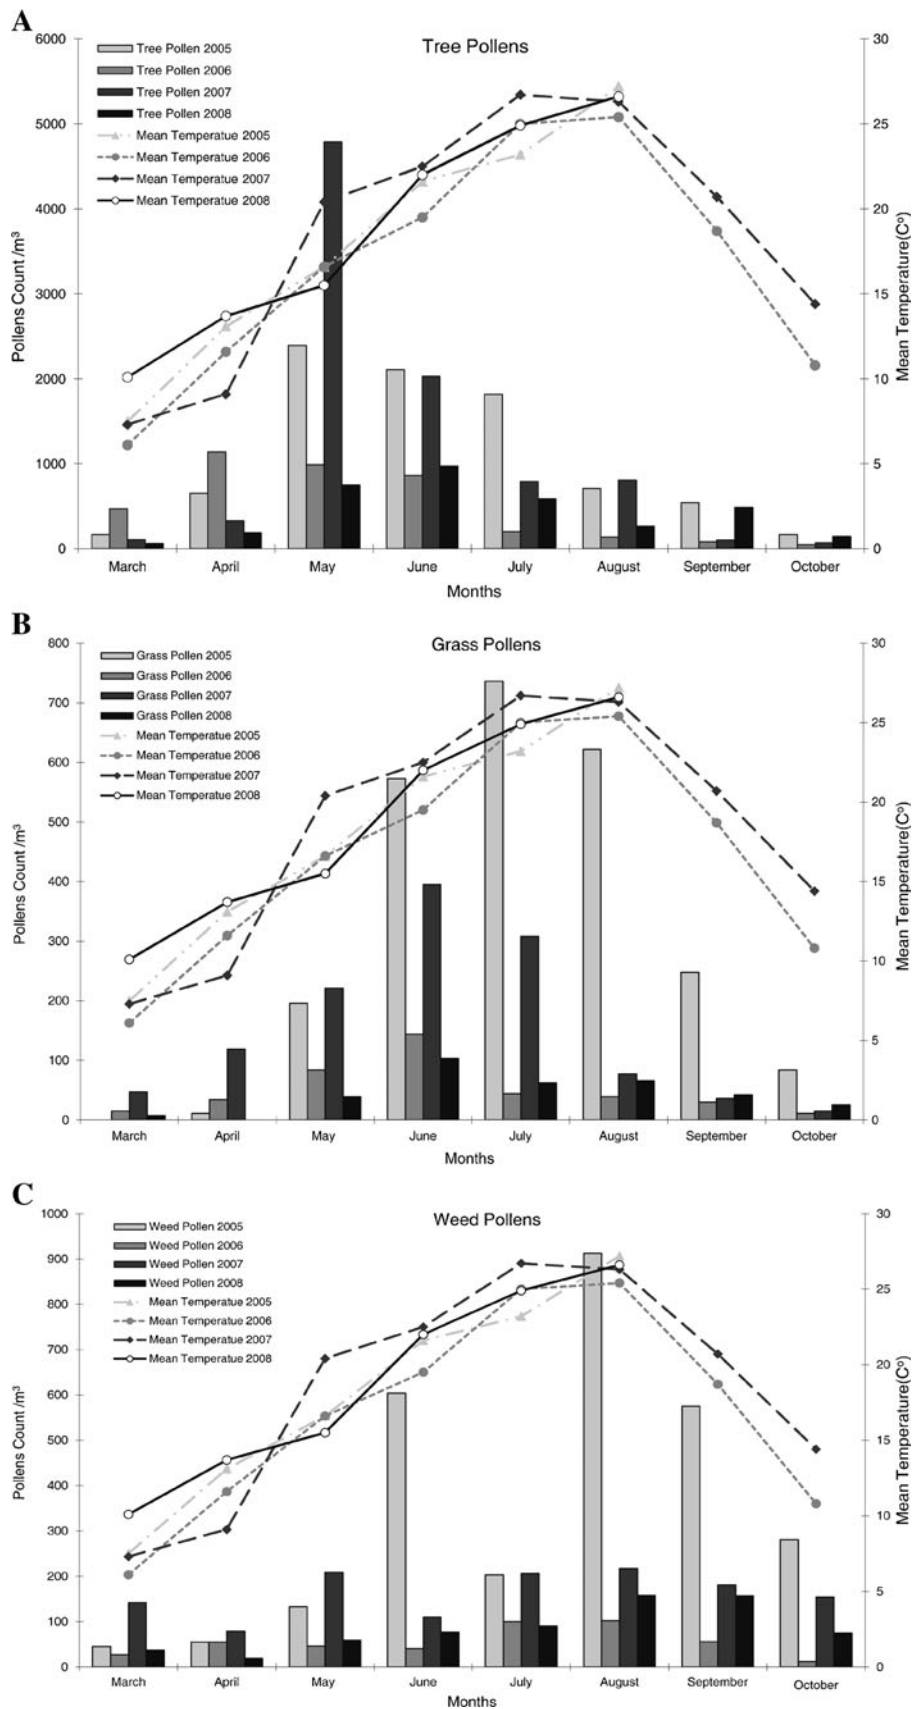 A
Tree Pollens
6000
5000
4000
3000
2000
1000
0
Pollens Count /m³
Tree Pollen 2005
Tree Pollen 2006
Tree Pollen 2007
Tree Pollen 2008
Mean Temperatue 2005
Mean Temperatue 2006
Mean Temperatue 2007
Mean Temperatue 2008
30
25
20
15
10
5
0
Mean Temperature(Cº)
March April May June July August September October
Months
B
Grass Pollens
800
700
600
500
400
300
200
100
0
Pollens Count /m³
Grass Pollen 2005
Grass Pollen 2006
Grass Pollen 2007
Grass Pollen 2008
Mean Temperatue 2005
Mean Temperatue 2006
Mean Temperatue 2007
Mean Temperatue 2008
30
25
20
15
10
5
0
Mean Temperature(Cº)
March April May June July August September October
Months
C
Weed Pollens
1000
900
800
700
600
500
400
300
200
100
0
Pollens Count /m³
Weed Pollen 2005
Weed Pollen 2006
Weed Pollen 2007
Weed Pollen 2008
Mean Temperatue 2005
Mean Temperatue 2006
Mean Temperatue 2007
Mean Temperatue 2008
30
25
20
15
10
5
0
Mean Temperature(Cº)
March April May June July August September October
Months